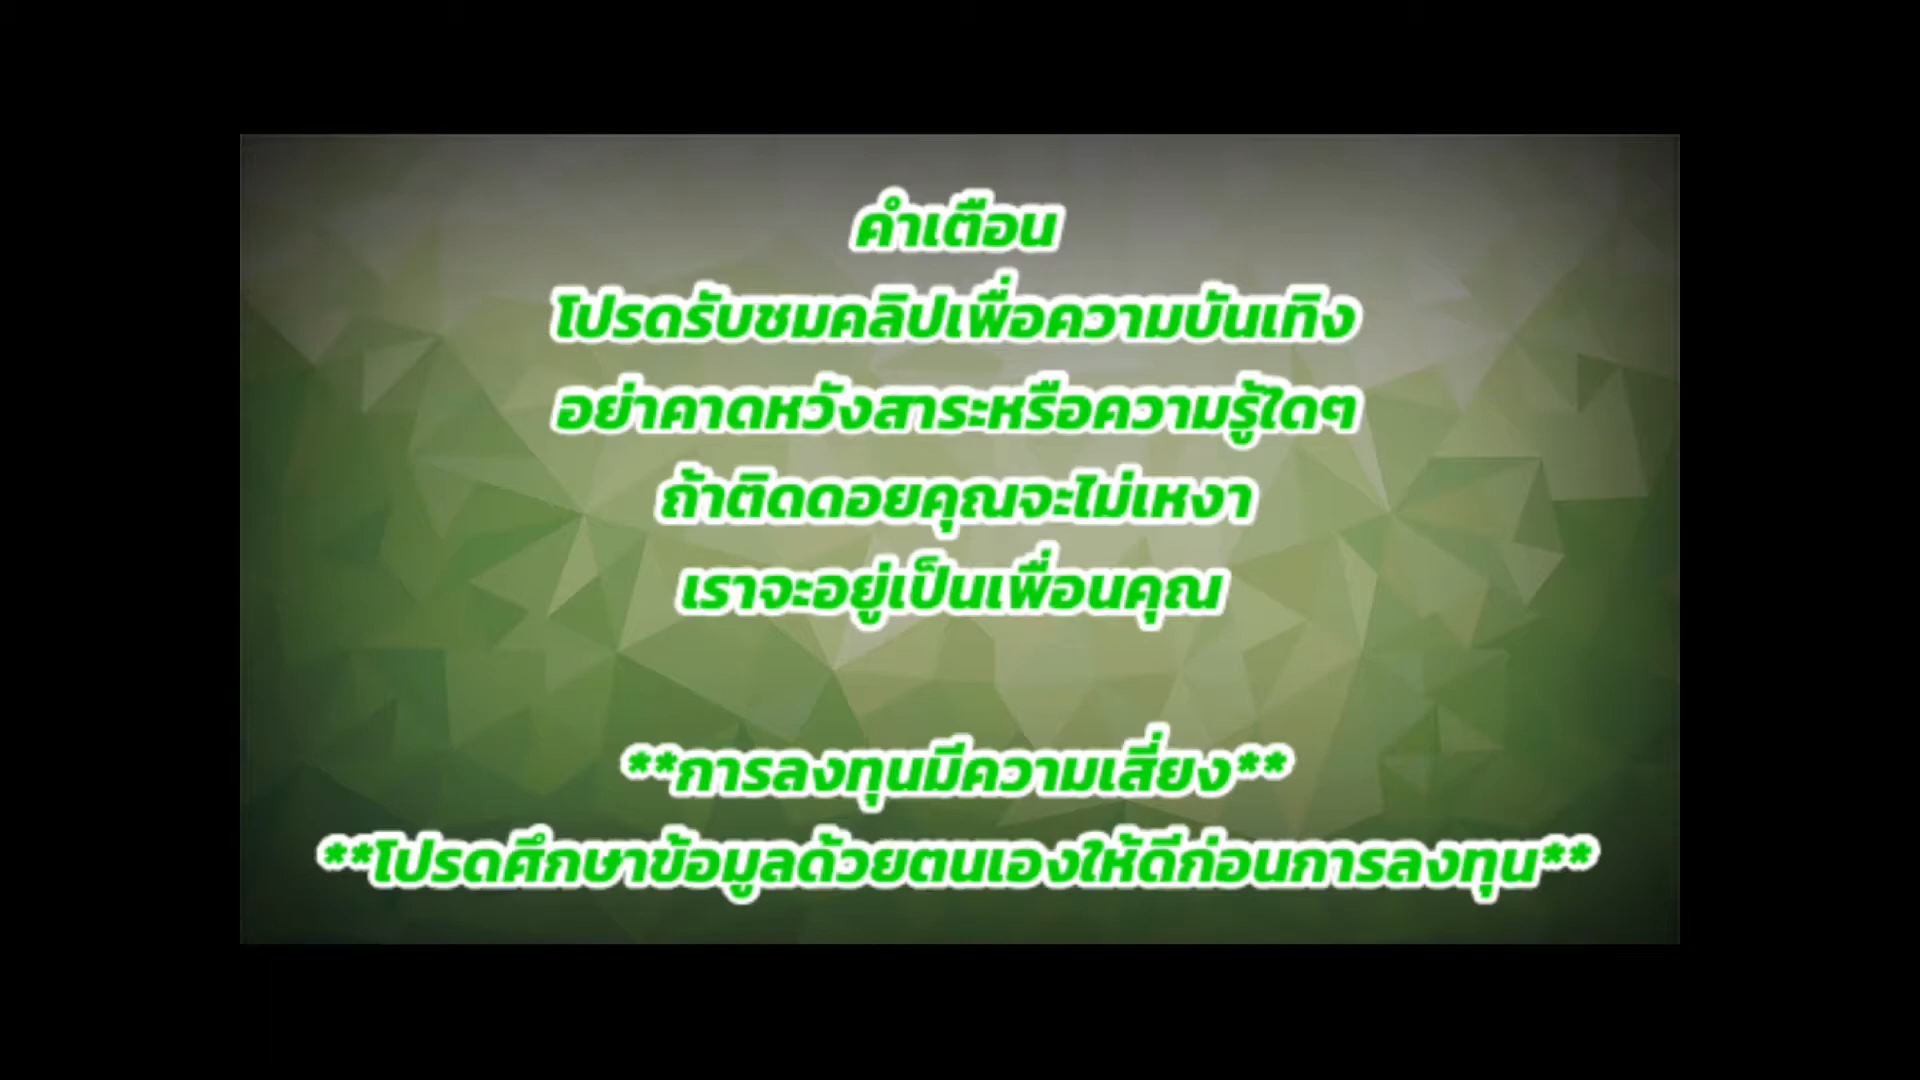 คำเตือน
โปรดรับชมคลิปเพื่อความบันเทิง
อย่าคาดหวังสาระหรือความรู้ใดๆ
ถ้าติดดอยคุณจะไม่เหงา
เราจะอยู่เป็นเพื่อนคุณ
**การลงทุนมีความเสี่ยง**
**โปรดศึกษาข้อมูลด้วยตนเองให้ดีก่อนการลงทุน**